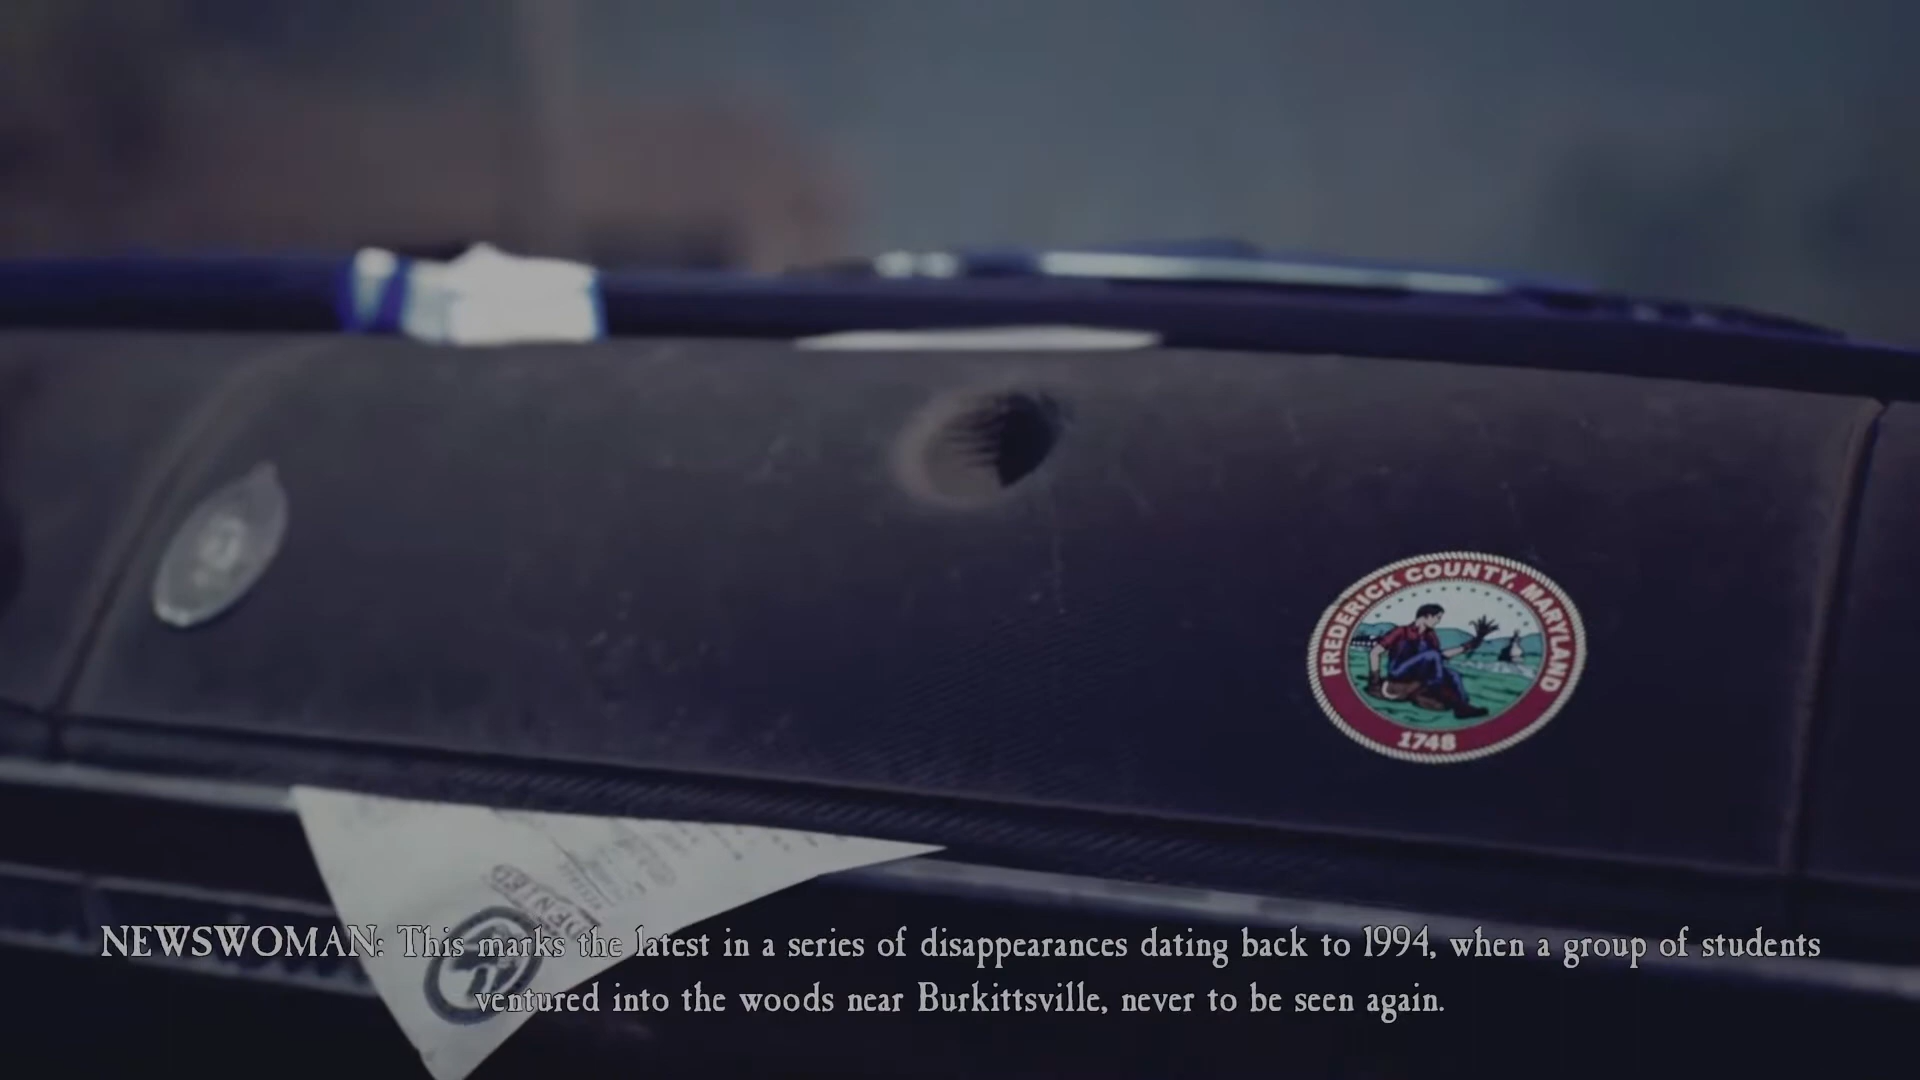 FREDERICK COUNTY, MARYLAND
1748
DENIED
NEWSWOMAN: This marks the latest in a series of disappearances dating back to 1994, when a group of students
ventured into the woods near Burkittsville, never to be seen again.